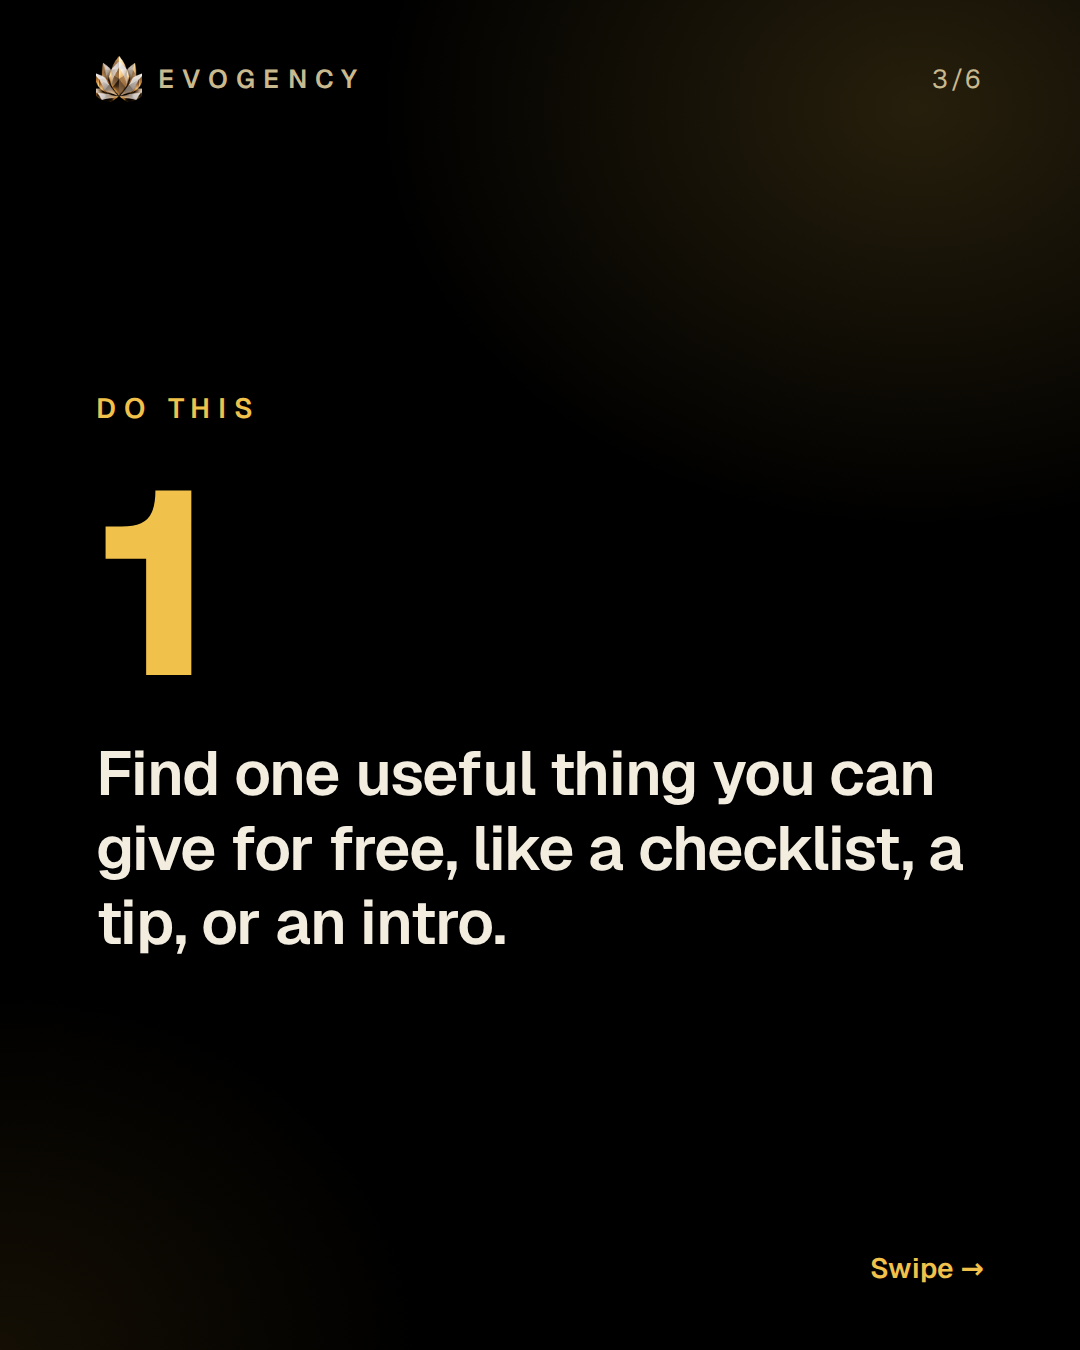 EVOGENCY
3/6
DO THIS
1
Find one useful thing you can
give for free, like a checklist, a
tip, or an intro.
Swipe →